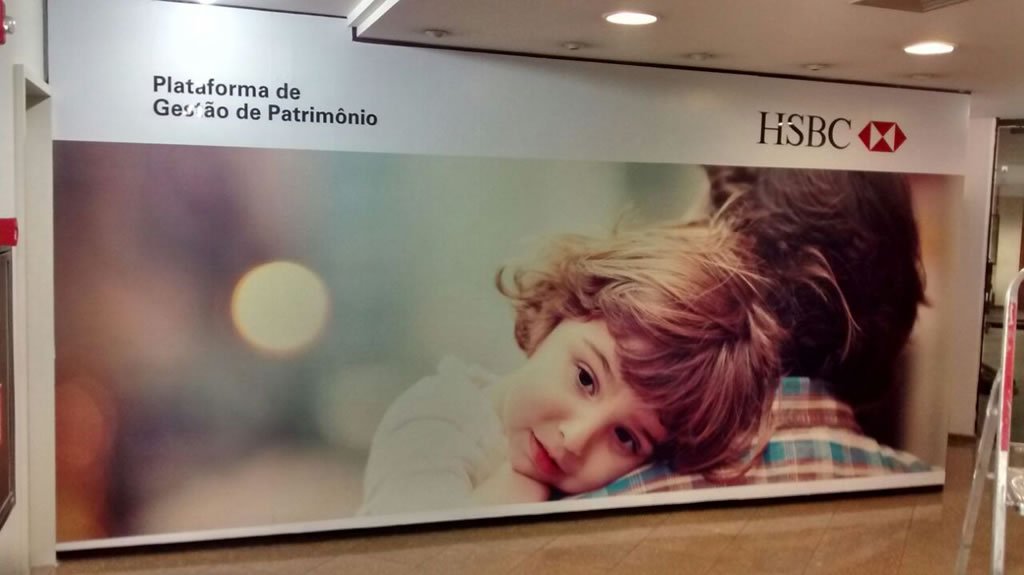 Plataforma de
Gestão de Patrimônio
HSBC